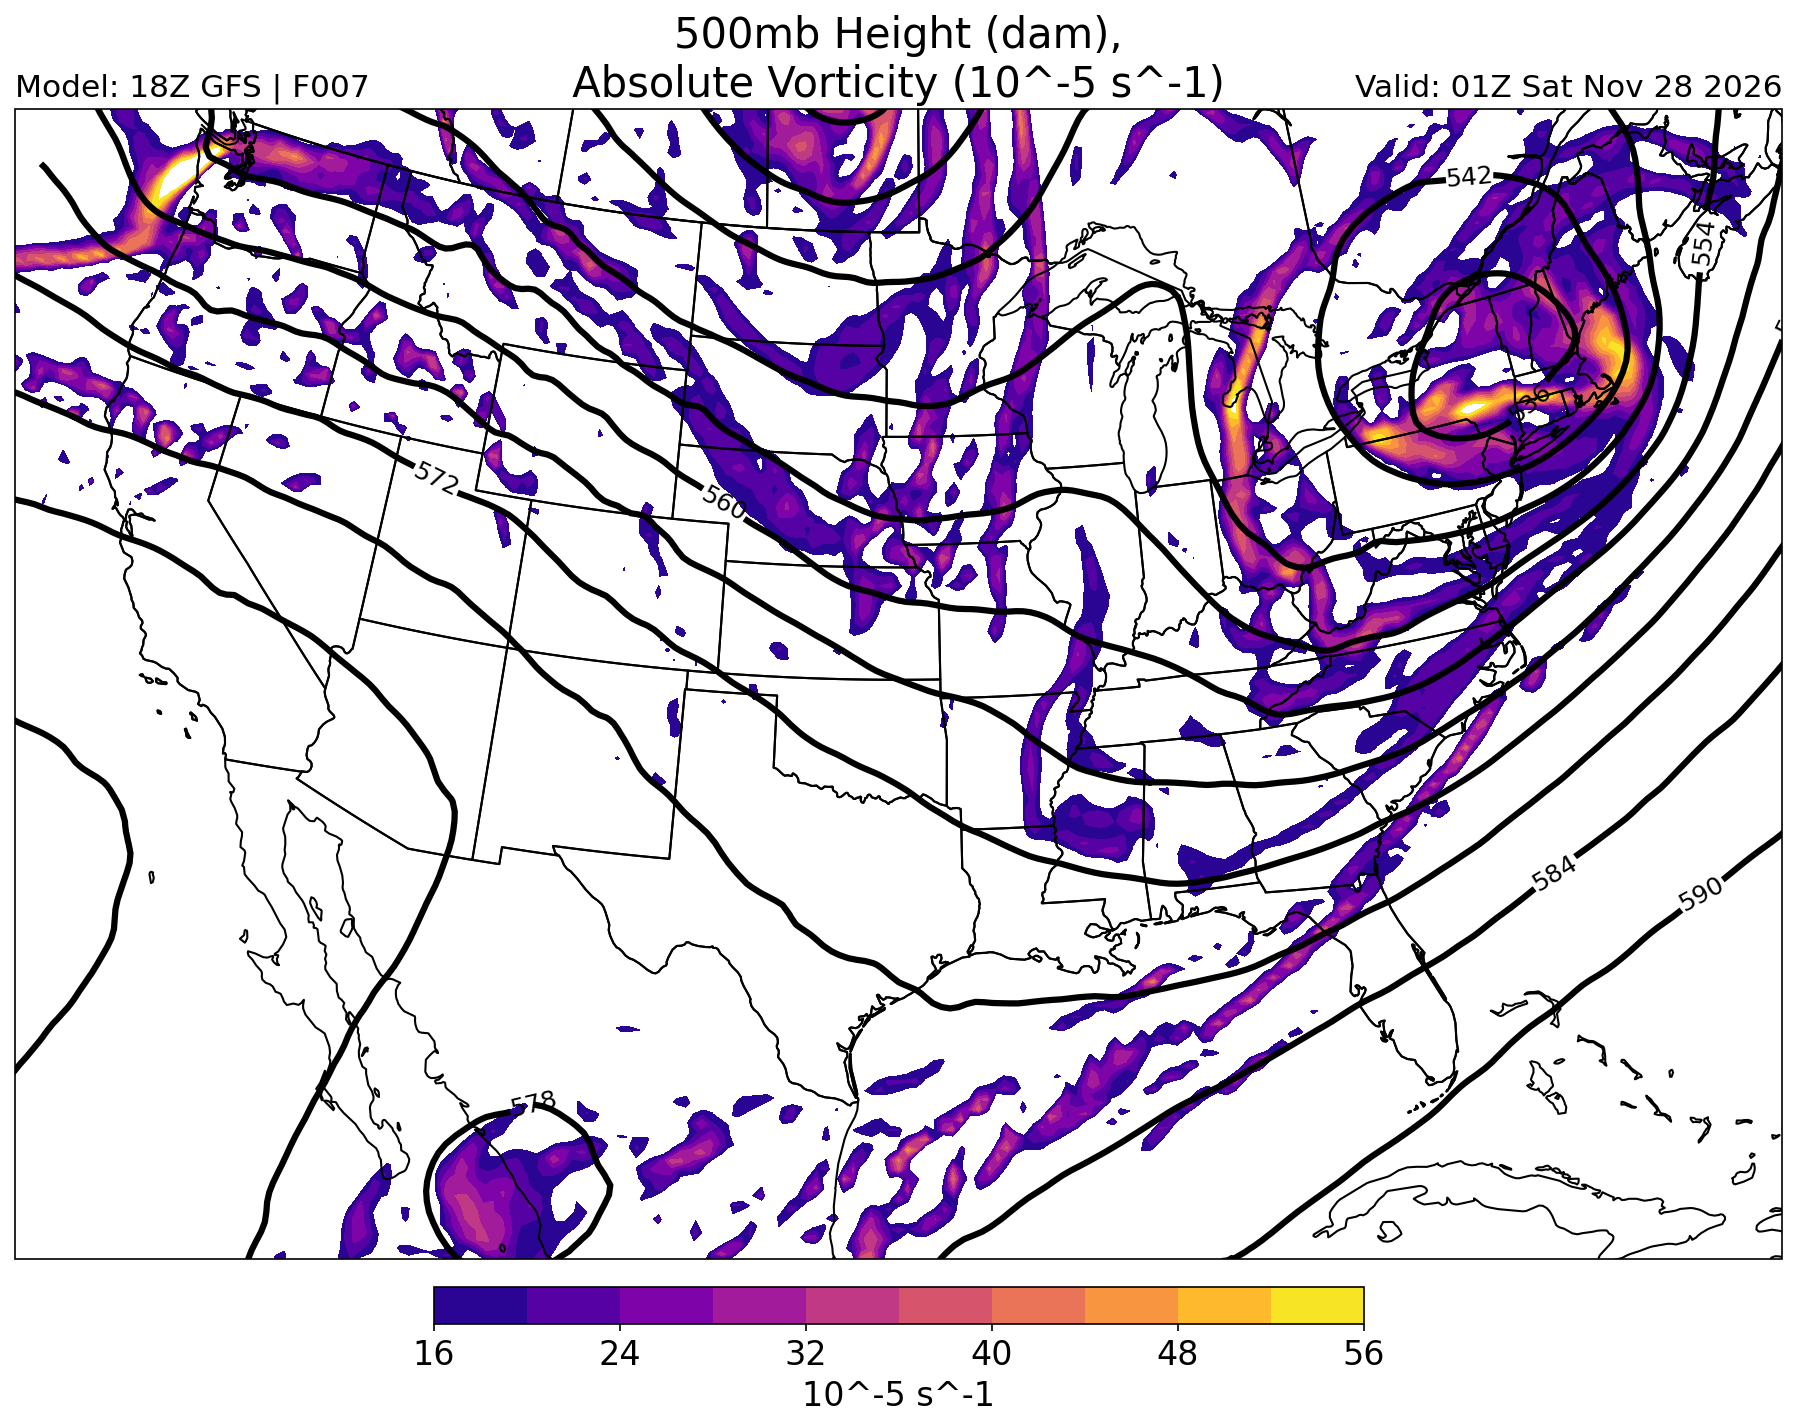 500mb Height (dam),
Absolute Vorticity (10^-5 s^-1)
Model: 18Z GFS | F007
Valid: 01Z Sat Nov 28 2026
542
554
572
560
584
590
578
16 24 32 40 48 56
10^-5 s^-1